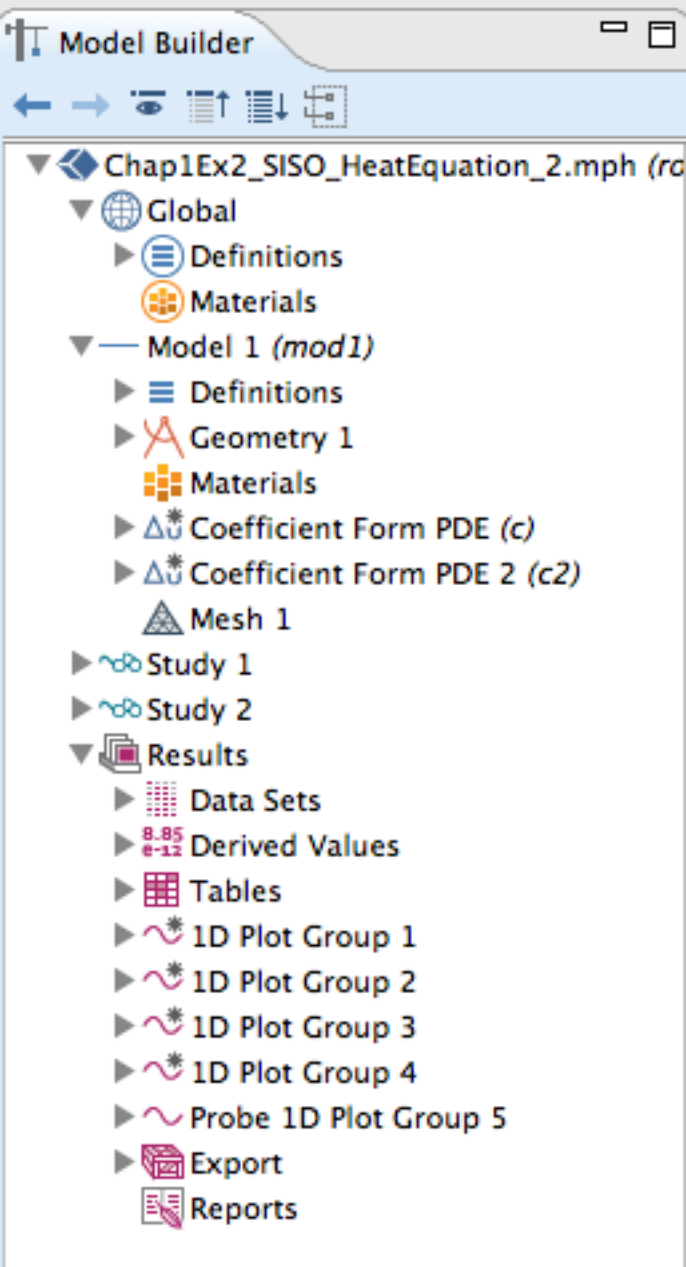 Model Builder
Chap1Ex2_SISO_HeatEquation_2.mph (ro
Global
Definitions
Materials
Model 1 (mod1)
Definitions
Geometry 1
Materials
Δu Coefficient Form PDE (c)
Δu Coefficient Form PDE 2 (c2)
Mesh 1
Study 1
Study 2
Results
Data Sets
8.85 e-12 Derived Values
Tables
1D Plot Group 1
1D Plot Group 2
1D Plot Group 3
1D Plot Group 4
Probe 1D Plot Group 5
Export
Reports